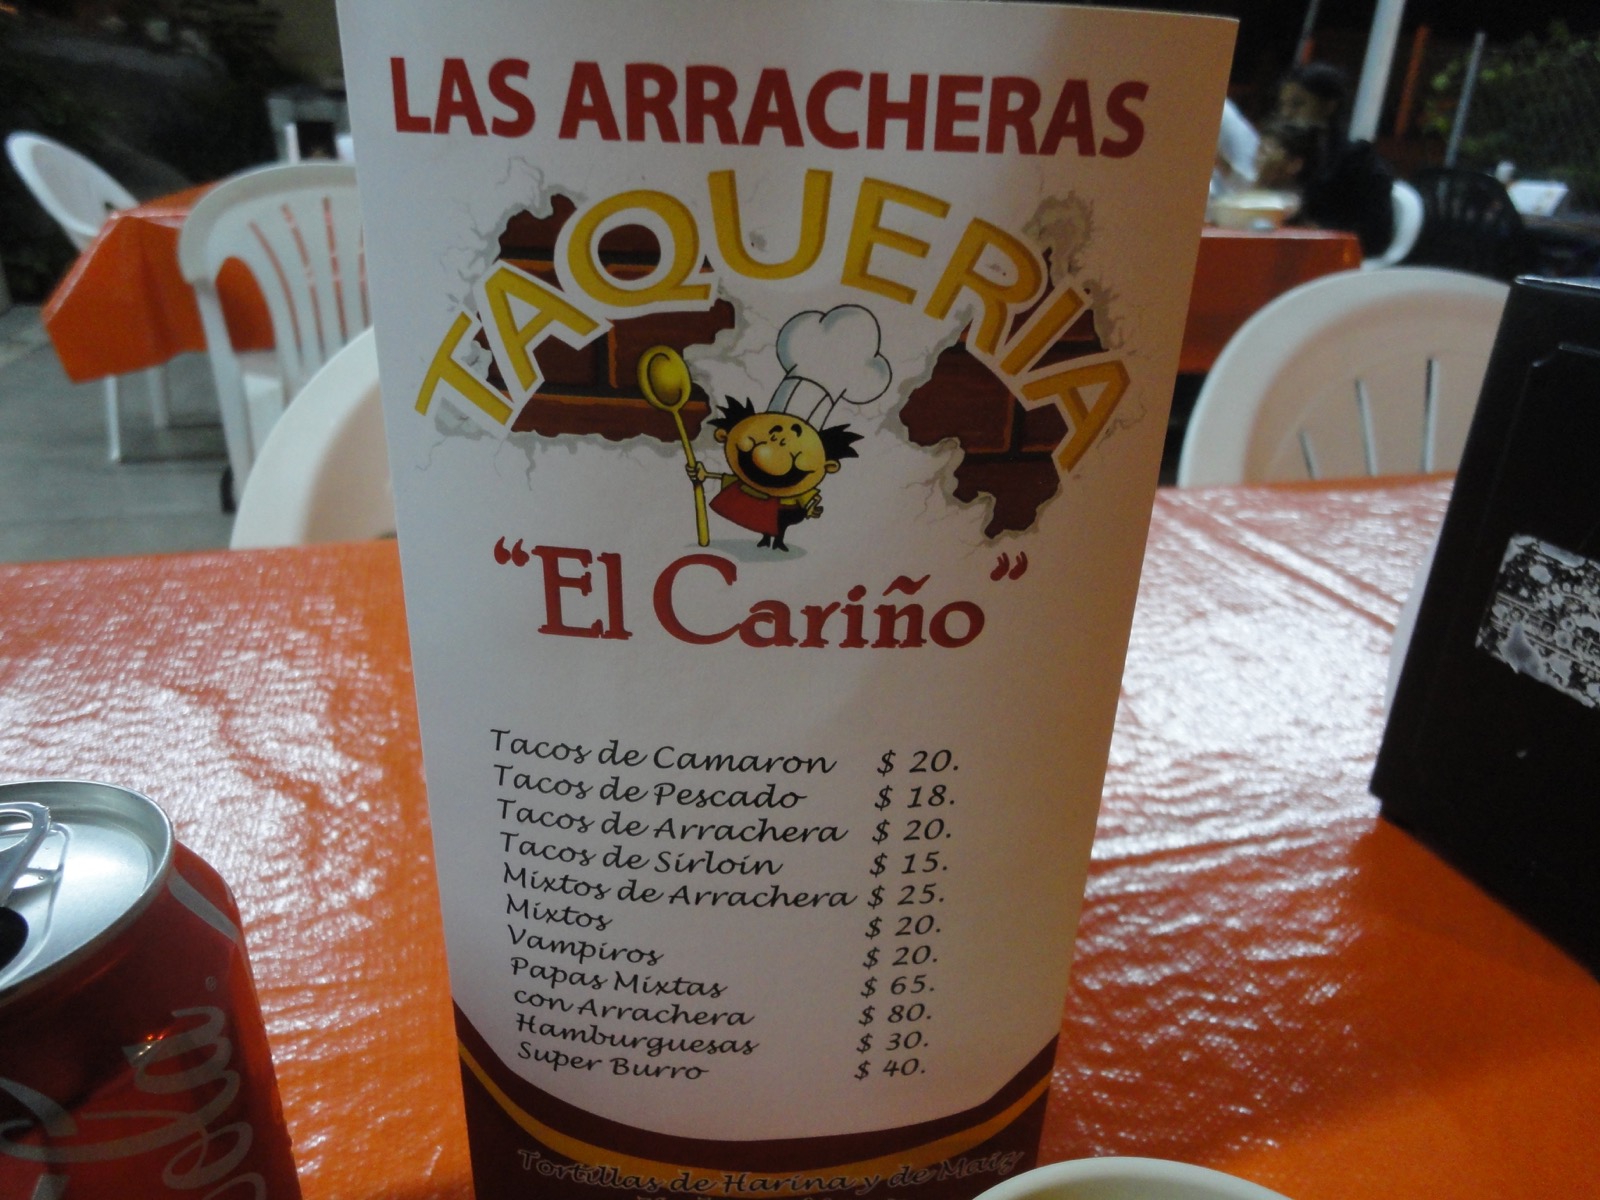 LAS ARRACHERAS
TAQUERIA
“El Cariño”
Tacos de Camaron $ 20.
Tacos de Pescado $ 18.
Tacos de Arrachera $ 20.
Tacos de Sirloin $ 15.
Mixtos de Arrachera $ 25.
Mixtos $ 20.
Vampiros $ 20.
Papas Mixtas $ 65.
con Arrachera $ 80.
Hamburguesas $ 30.
Super Burro $ 40.
Tortillas de Harina y de Maiz